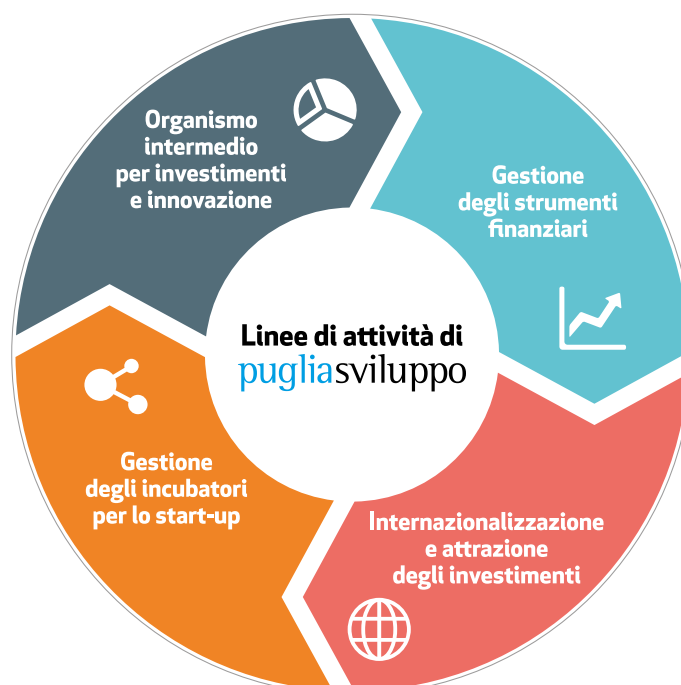 Organismo
intermedio
per investimenti
e innovazione
Gestione
degli strumenti
finanziari
Linee di attività di
pugliasviluppo
Gestione
degli incubatori
per lo start-up
Internazionalizzazione
e attrazione
degli investimenti